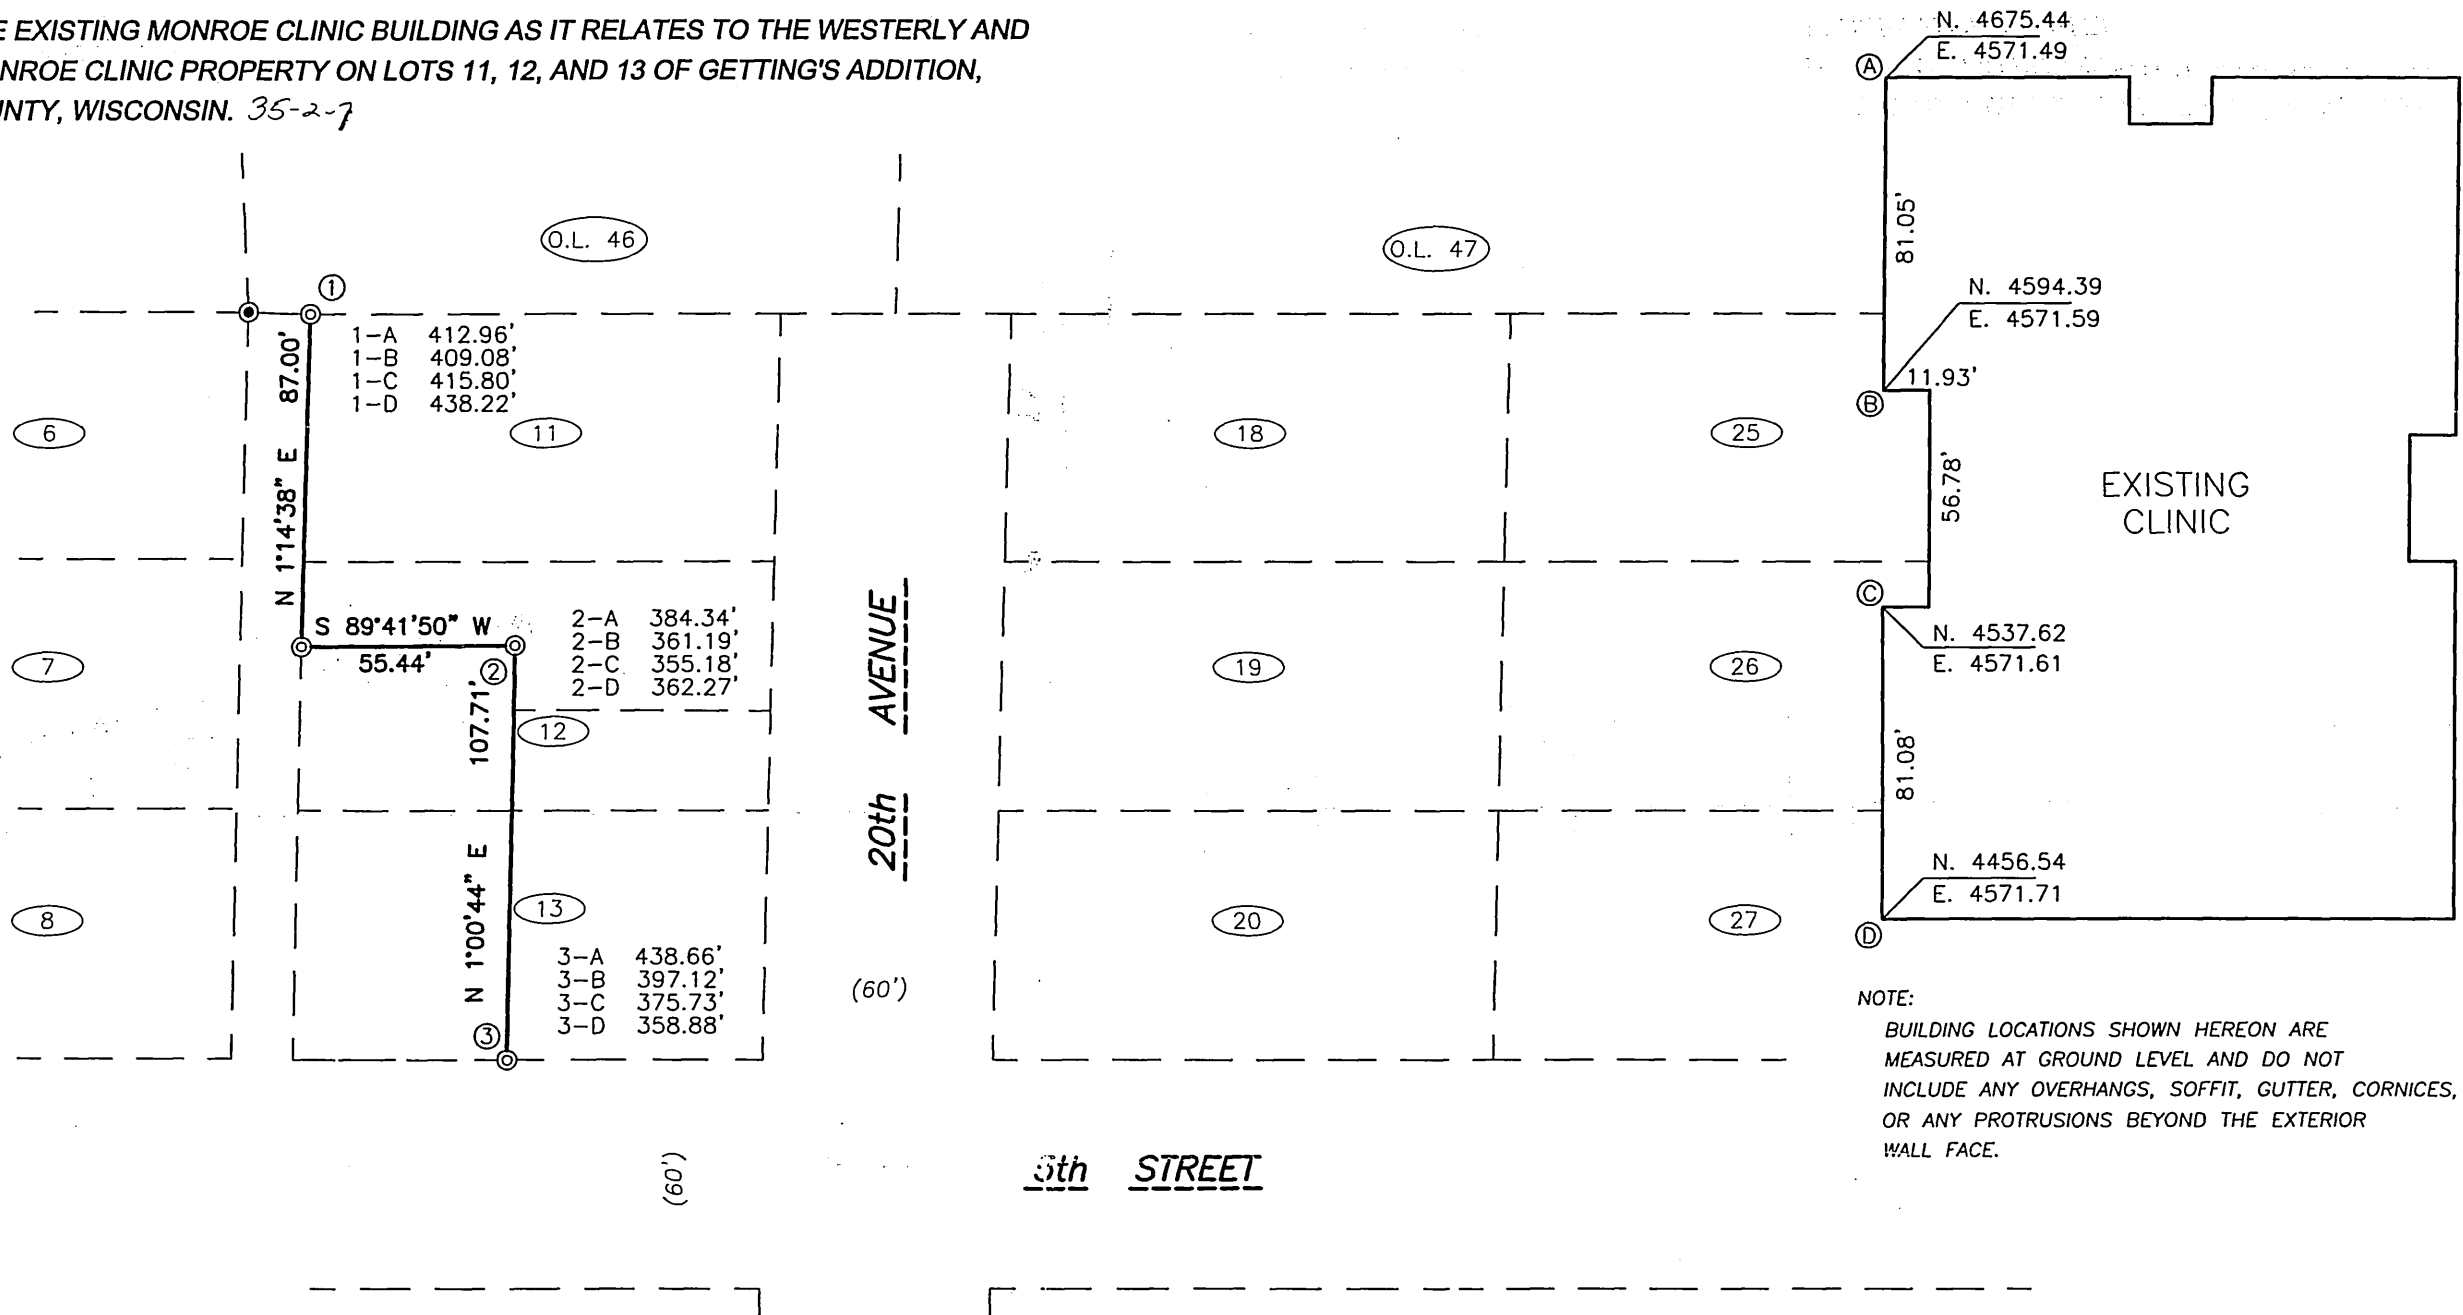 E EXISTING MONROE CLINIC BUILDING AS IT RELATES TO THE WESTERLY AND
NROE CLINIC PROPERTY ON LOTS 11, 12, AND 13 OF GETTING'S ADDITION,
UNTY, WISCONSIN. 35-2-7
N. 4675.44
E. 4571.49
A
O.L. 46
O.L. 47
81.05'
1
1-A 412.96'
1-B 409.08'
1-C 415.80'
1-D 438.22'
N 1°14'38" E 87.00'
N. 4594.39
E. 4571.59
11.93'
B
6
11
18
25
56.78'
EXISTING
CLINIC
C
N. 4537.62
E. 4571.61
S 89°41'50" W
55.44'
2
2-A 384.34'
2-B 361.19'
2-C 355.18'
2-D 362.27'
7
12
19
26
N 1°00'44" E 107.71'
20th AVENUE
81.08'
N. 4456.54
E. 4571.71
D
8
13
20
27
3-A 438.66'
3-B 397.12'
3-C 375.73'
3-D 358.88'
3
(60')
NOTE:
BUILDING LOCATIONS SHOWN HEREON ARE
MEASURED AT GROUND LEVEL AND DO NOT
INCLUDE ANY OVERHANGS, SOFFIT, GUTTER, CORNICES,
OR ANY PROTRUSIONS BEYOND THE EXTERIOR
WALL FACE.
(60')
5th STREET